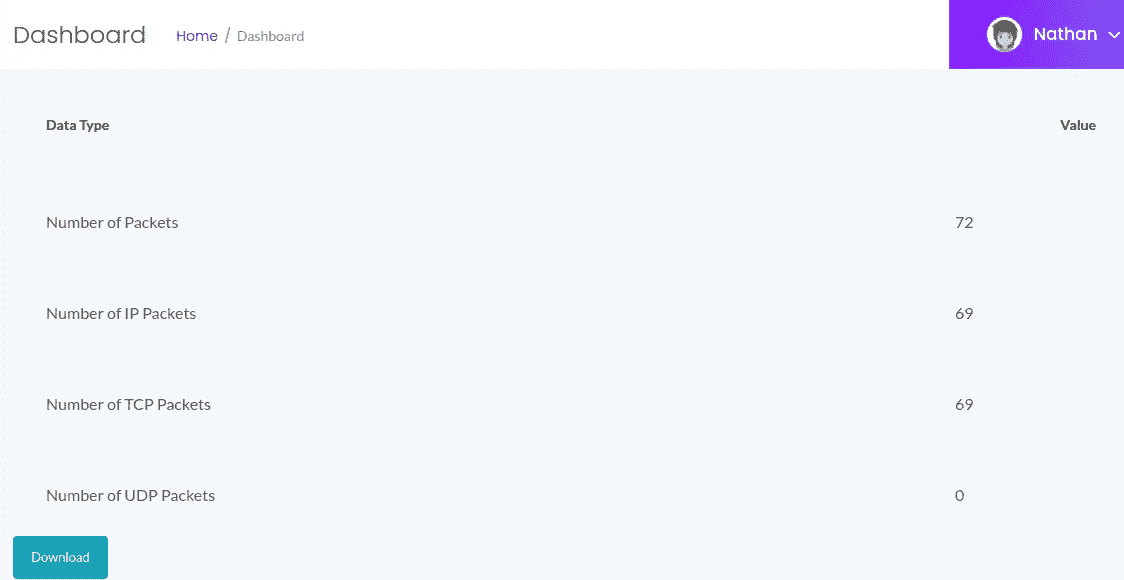 Dashboard Home / Dashboard Nathan
Data Type Value
Number of Packets 72
Number of IP Packets 69
Number of TCP Packets 69
Number of UDP Packets 0
Download